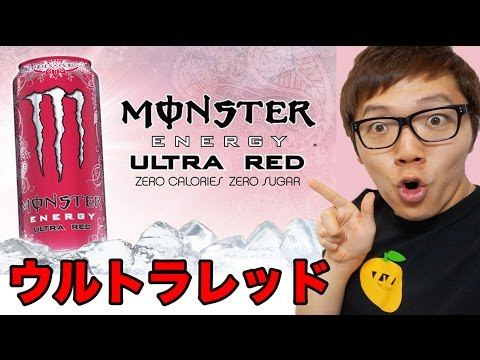 MONSTER
ENERGY
ULTRA RED
ZERO CALORIES ZERO SUGAR
MONSTER
ENERGY
ULTRA RED
ウルトラレッド